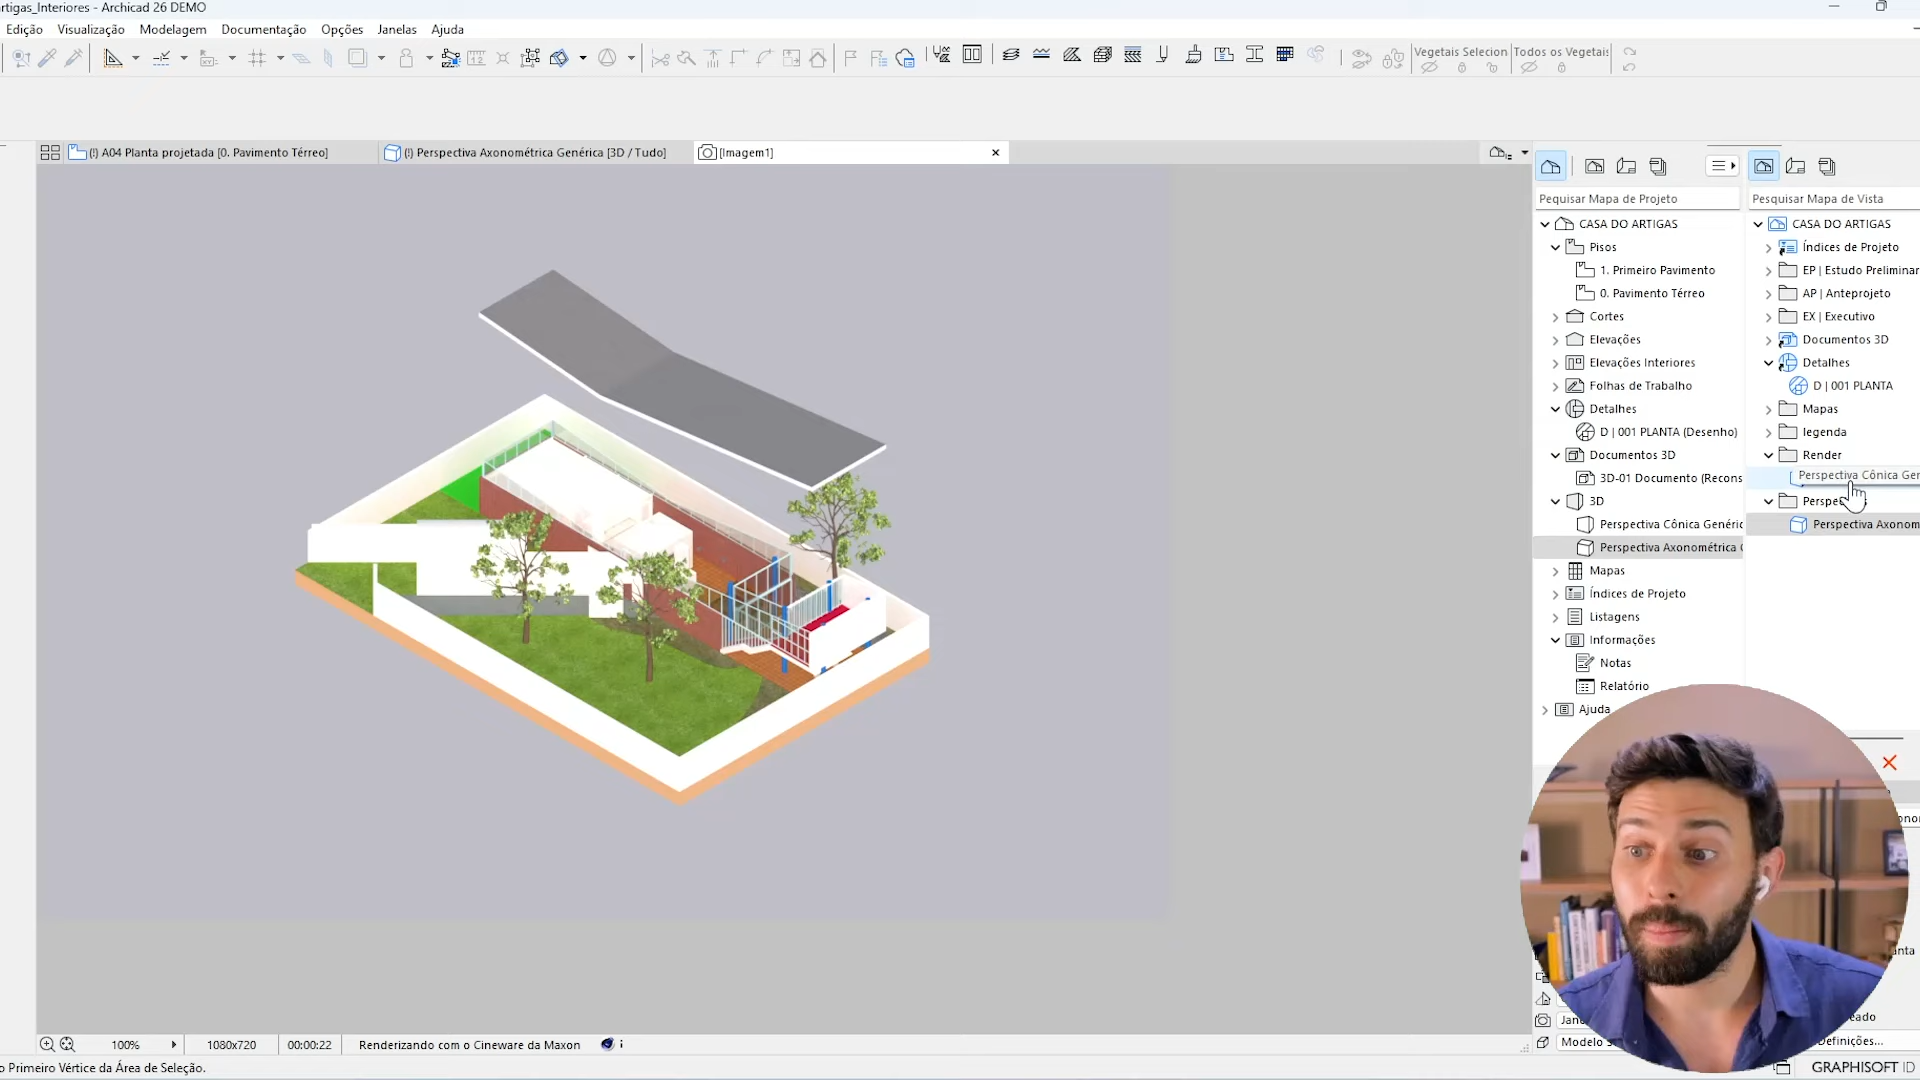 rtigas_Interiores - Archicad 26 DEMO
Edição Visualização Modelagem Documentação Opções Janelas Ajuda
Vegetais Selecion Todos os Vegetais
(!) A04 Planta projetada [0. Pavimento Térreo]
(!) Perspectiva Axonométrica Genérica [3D / Tudo]
[Imagem1]
Pequisar Mapa de Projeto
CASA DO ARTIGAS
Pisos
1. Primeiro Pavimento
0. Pavimento Térreo
Cortes
Elevações
Elevações Interiores
Folhas de Trabalho
Detalhes
D | 001 PLANTA (Desenho)
Documentos 3D
3D-01 Documento (Recons
3D
Perspectiva Cônica Genéric
Perspectiva Axonométrica
Mapas
Índices de Projeto
Listagens
Informações
Notas
Relatório
Ajuda
Pesquisar Mapa de Vista
CASA DO ARTIGAS
Índices de Projeto
EP | Estudo Preliminar
AP | Anteprojeto
EX | Executivo
Documentos 3D
Detalhes
D | 001 PLANTA
Mapas
legenda
Render
Perspectiva Cônica Ger
Perspec
Perspectiva Axonom
onor
anta
Jan
eado
Modelo S
Definições...
100% 1080x720 00:00:22 Renderizando com o Cineware da Maxon
o Primeiro Vértice da Área de Seleção.
GRAPHISOFT ID